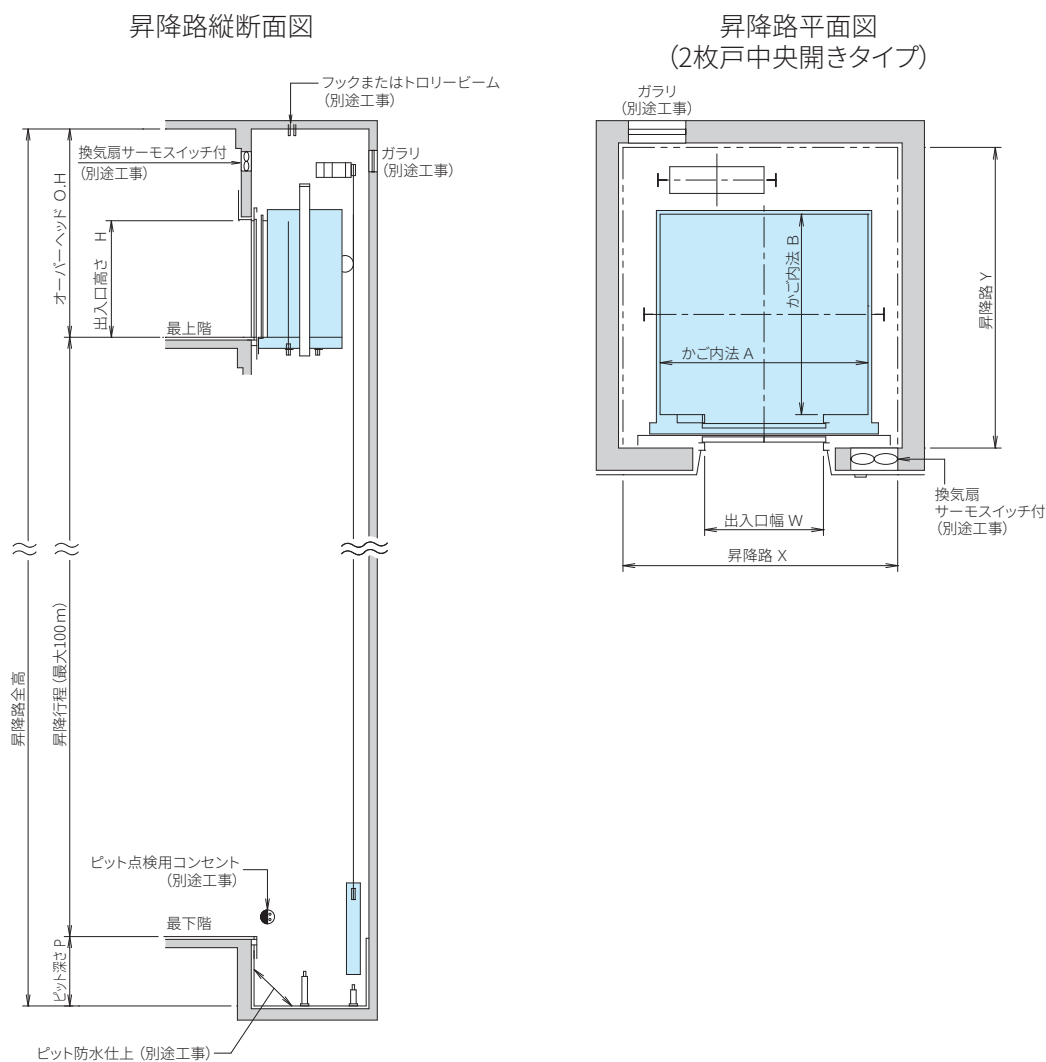 昇降路縦断面図
フックまたはトロリービーム
(別途工事)
換気扇サーモスイッチ付
(別途工事)
ガラリ
(別途工事)
オーバーヘッド O.H
出入口高さ H
最上階
昇降路全高
昇降行程(最大100m)
ピット点検用コンセント
(別途工事)
最下階
ピット深さ P
ピット防水仕上 (別途工事)
昇降路平面図
(2枚戸中央開きタイプ)
ガラリ
(別途工事)
かご内法 B
かご内法 A
昇降路 Y
換気扇
サーモスイッチ付
(別途工事)
出入口幅 W
昇降路 X